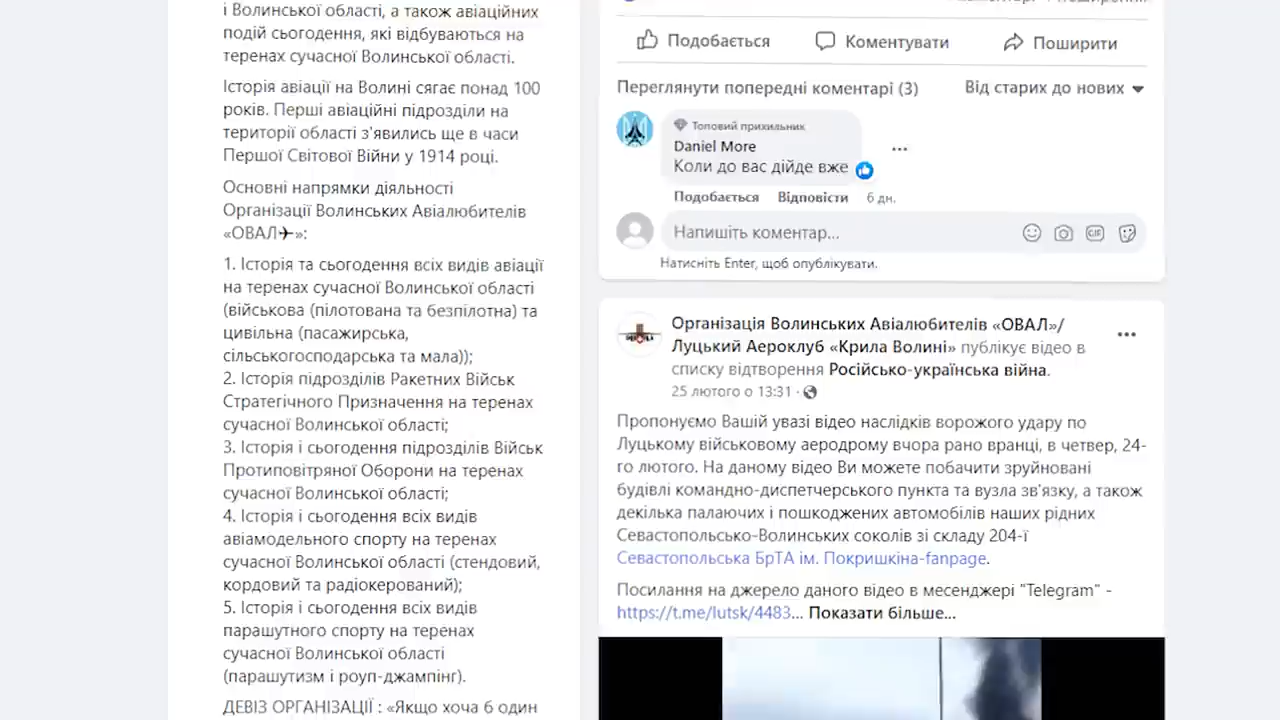 і Волинської області, а також авіаційних
подій сьогодення, які відбуваються на
теренах сучасної Волинської області.
Історія авіації на Волині сягає понад 100
років. Перші авіаційні підрозділи на
території області з'явились ще в часи
Першої Світової Війни у 1914 році.
Основні напрямки діяльності
Організації Волинських Авіалюбителів
«ОВАЛ✈»:
1. Історія та сьогодення всіх видів авіації
на теренах сучасної Волинської області
(військова (пілотована та безпілотна) та
цивільна (пасажирська,
сільськогосподарська та мала));
2. Історія підрозділів Ракетних Військ
Стратегічного Призначення на теренах
сучасної Волинської області;
3. Історія і сьогодення підрозділів Військ
Протиповітряної Оборони на теренах
сучасної Волинської області;
4. Історія і сьогодення всіх видів
авіамодельного спорту на теренах
сучасної Волинської області (стендовий,
кордовий та радіокерований);
5. Історія і сьогодення всіх видів
парашутного спорту на теренах
сучасної Волинської області
(парашутизм і роуп-джампінг).
ДЕВІЗ ОРГАНІЗАЦІЇ : «Якщо хоча б один
Подобається Коментувати Поширити
Переглянути попередні коментарі (3) Від старих до нових
Топовий прихильник
Daniel More
Коли до вас дійде вже
Подобається Відповісти 6 дн.
Напишіть коментар...
GIF
Натисніть Enter, щоб опублікувати.
Організація Волинських Авіалюбителів «ОВАЛ»/
Луцький Аероклуб «Крила Волині» публікує відео в
списку відтворення Російсько-українська війна.
25 лютого о 13:31 ·
Пропонуємо Вашій увазі відео наслідків ворожого удару по
Луцькому військовому аеродрому вчора рано вранці, в четвер, 24-
го лютого. На даному відео Ви можете побачити зруйновані
будівлі командно-диспетчерського пункта та вузла зв'язку, а також
декілька палаючих і пошкоджених автомобілів наших рідних
Севастопольсько-Волинських соколів зі складу 204-ї
Севастопольська БрТА ім. Покришкіна-fanpage.
Посилання на джерело даного відео в месенджері "Telegram" -
https://t.me/lutsk/4483... Показати більше...